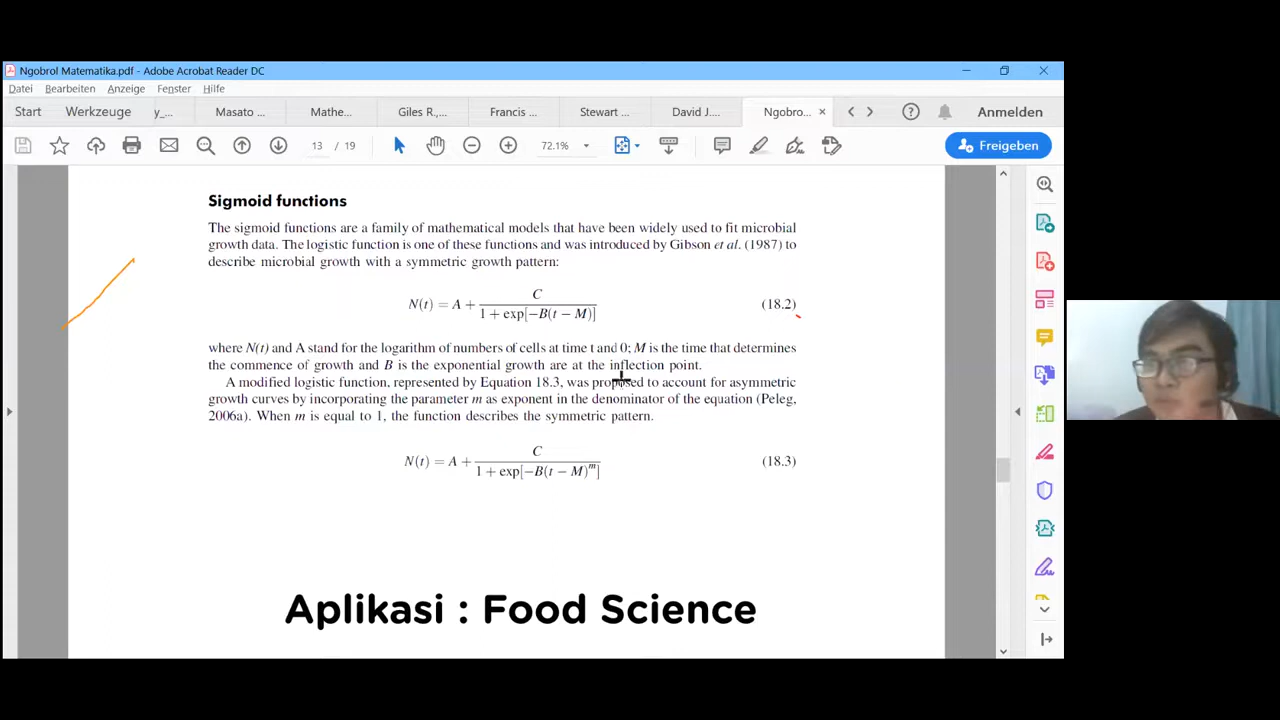 Ngobrol Matematika.pdf - Adobe Acrobat Reader DC
Datei Bearbeiten Anzeige Fenster Hilfe
Start Werkzeuge y_... Masato ... Mathe... Giles R.,... Francis ... Stewart ... David J.... Ngobro... Anmelden
13 / 19 72.1% Freigeben
Sigmoid functions
The sigmoid functions are a family of mathematical models that have been widely used to fit microbial
growth data. The logistic function is one of these functions and was introduced by Gibson et al. (1987) to
describe microbial growth with a symmetric growth pattern:
N(t) = A + C / 1 + exp[−B(t − M)] (18.2)
where N(t) and A stand for the logarithm of numbers of cells at time t and 0; M is the time that determines
the commence of growth and B is the exponential growth are at the inflection point.
A modified logistic function, represented by Equation 18.3, was proposed to account for asymmetric
growth curves by incorporating the parameter m as exponent in the denominator of the equation (Peleg,
2006a). When m is equal to 1, the function describes the symmetric pattern.
N(t) = A + C / 1 + exp[−B(t − M)^m] (18.3)
Aplikasi : Food Science